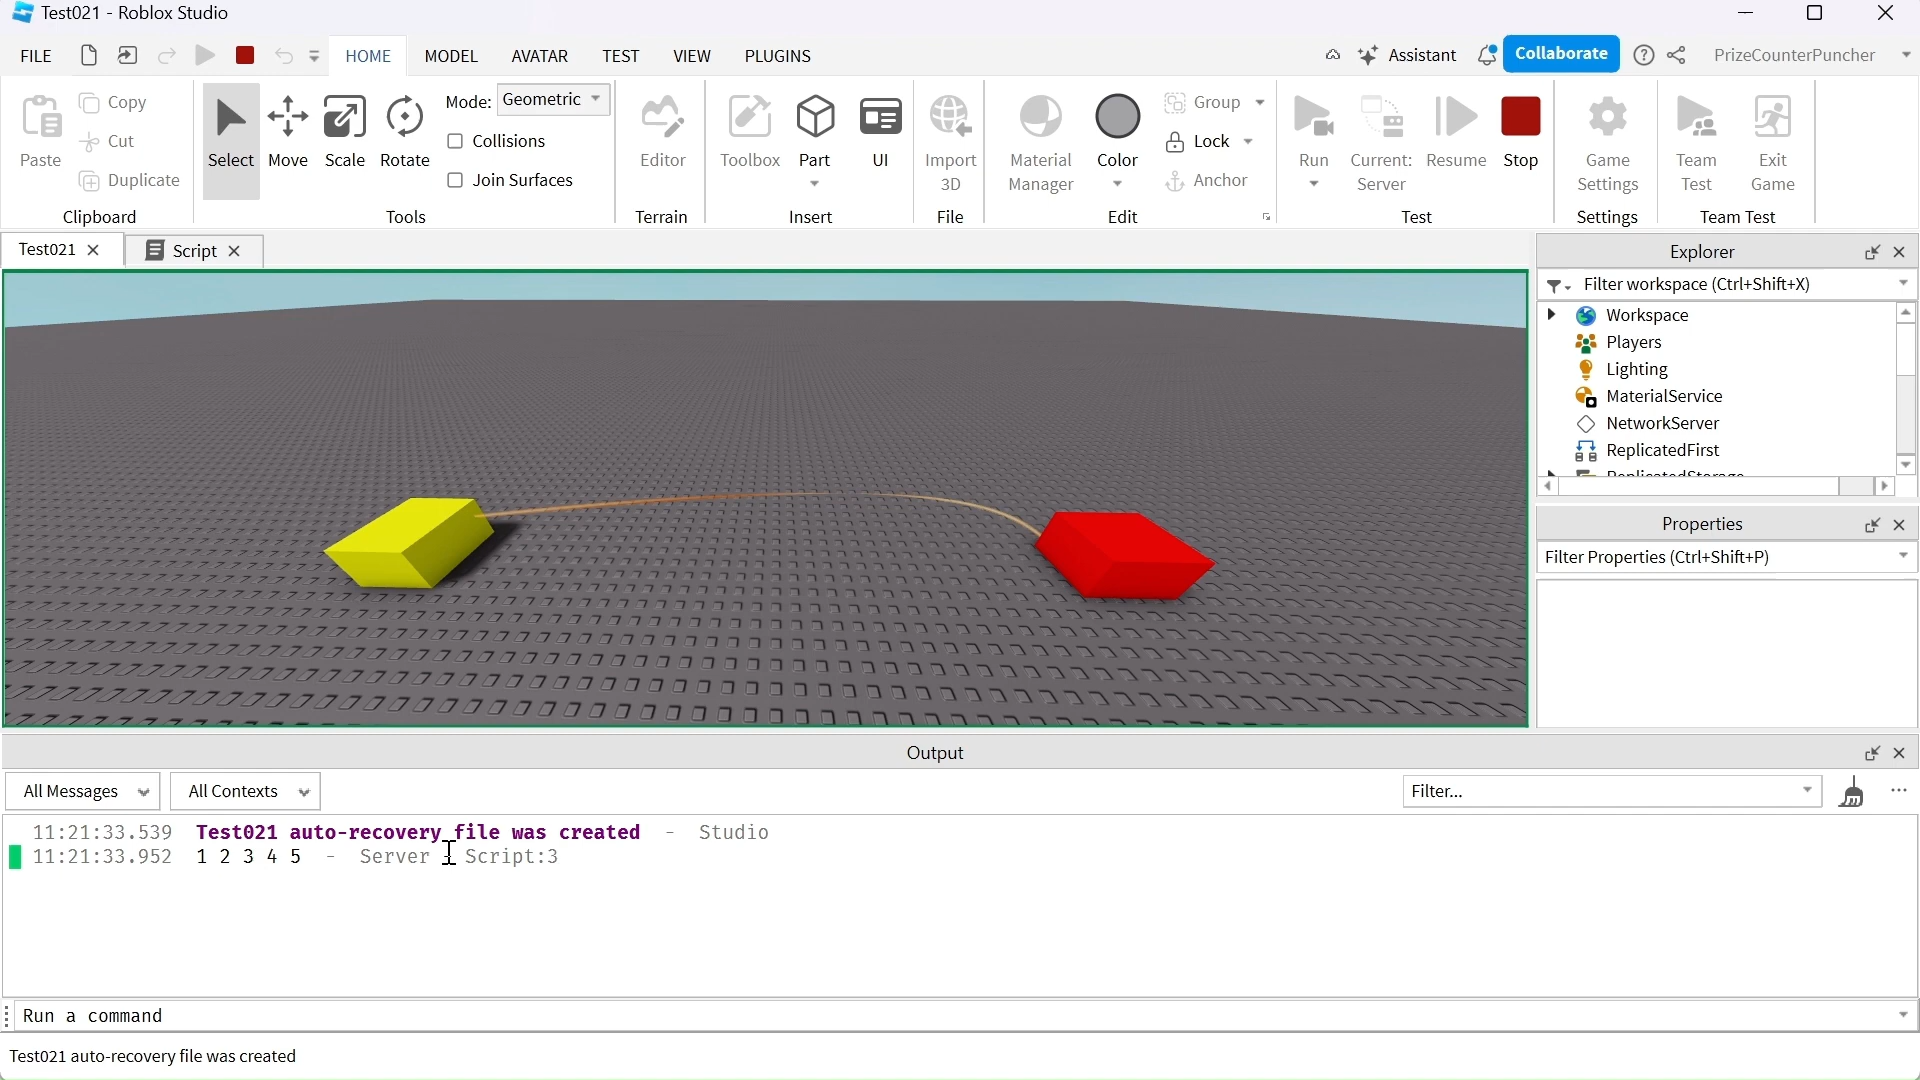 Test021 - Roblox Studio
FILE HOME MODEL AVATAR TEST VIEW PLUGINS Assistant Collaborate PrizeCounterPuncher
Paste
Copy
Cut
Duplicate
Clipboard
Select Move Scale Rotate
Mode: Geometric
Collisions
Join Surfaces
Tools
Editor
Terrain
Toolbox Part UI
Insert
Import
3D
File
Material
Manager
Color
Group
Lock
Anchor
Edit
Run
Current:
Server
Resume
Stop
Test
Game
Settings
Settings
Team
Test
Exit
Game
Team Test
Test021 Script
Explorer
Filter workspace (Ctrl+Shift+X)
Workspace
Players
Lighting
MaterialService
NetworkServer
ReplicatedFirst
ReplicatedStorage
Properties
Filter Properties (Ctrl+Shift+P)
Output
All Messages All Contexts Filter...
11:21:33.539 Test021 auto-recovery file was created - Studio
11:21:33.952 1 2 3 4 5 - Server - Script:3
Run a command
Test021 auto-recovery file was created